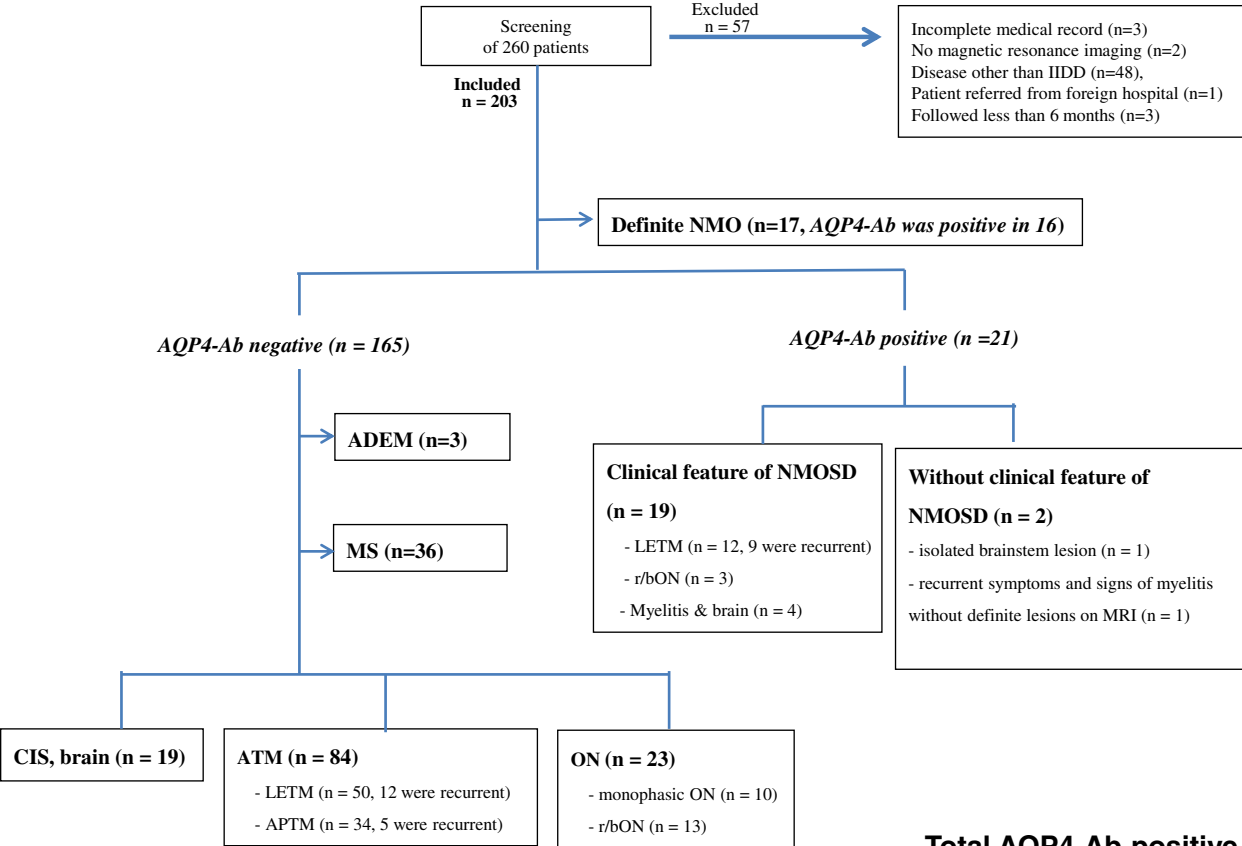 Screening
of 260 patients
Excluded
n = 57
Incomplete medical record (n=3)
No magnetic resonance imaging (n=2)
Disease other than IIDD (n=48),
Patient referred from foreign hospital (n=1)
Followed less than 6 months (n=3)
Included
n = 203
Definite NMO (n=17, AQP4-Ab was positive in 16)
AQP4-Ab negative (n = 165)
AQP4-Ab positive (n =21)
ADEM (n=3)
MS (n=36)
Clinical feature of NMOSD
(n = 19)
- LETM (n = 12, 9 were recurrent)
- r/bON (n = 3)
- Myelitis & brain (n = 4)
Without clinical feature of
NMOSD (n = 2)
- isolated brainstem lesion (n = 1)
- recurrent symptoms and signs of myelitis
without definite lesions on MRI (n = 1)
CIS, brain (n = 19)
ATM (n = 84)
- LETM (n = 50, 12 were recurrent)
- APTM (n = 34, 5 were recurrent)
ON (n = 23)
- monophasic ON (n = 10)
- r/bON (n = 13)
Total AQP4-Ab positive